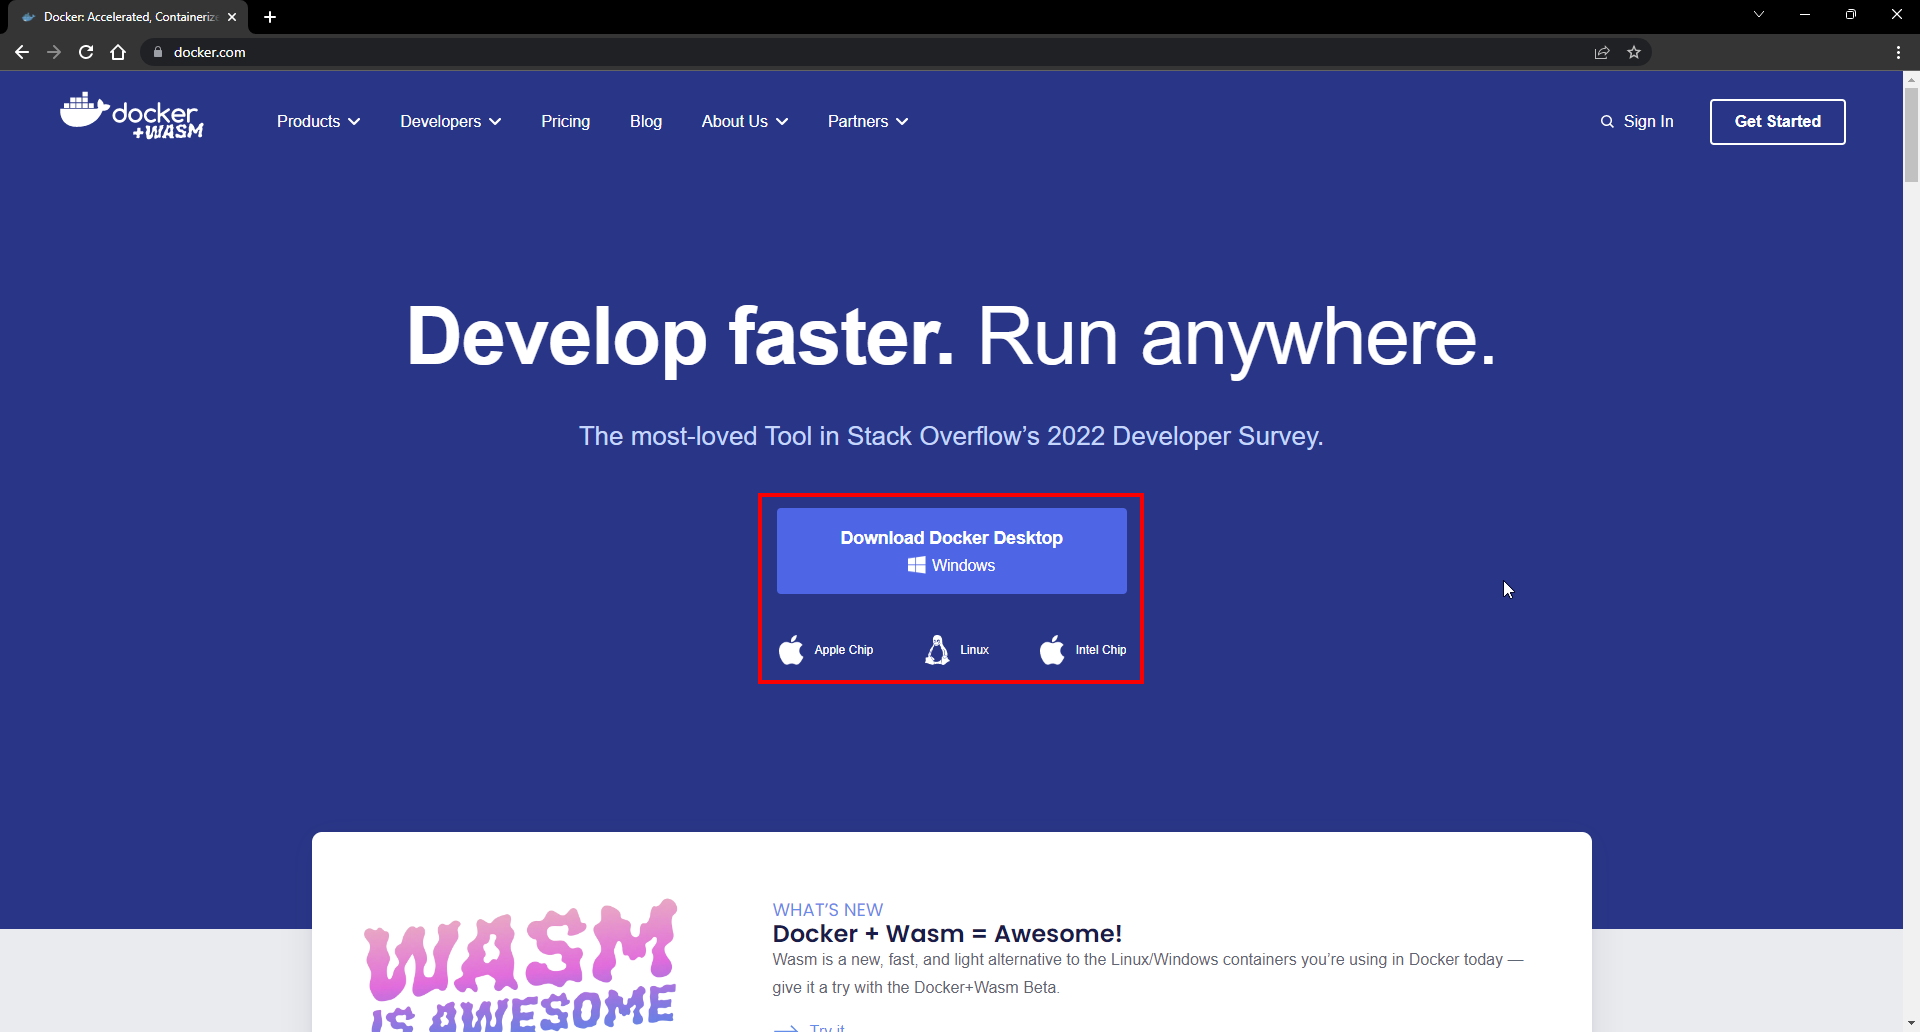 Docker: Accelerated, Containeriz
docker.com
docker
+WASM
Products
Developers
Pricing
Blog
About Us
Partners
Sign In
Get Started
Develop faster. Run anywhere.
The most-loved Tool in Stack Overflow’s 2022 Developer Survey.
Download Docker Desktop
Windows
Apple Chip
Linux
Intel Chip
WASM
IS AWESOME
WHAT’S NEW
Docker + Wasm = Awesome!
Wasm is a new, fast, and light alternative to the Linux/Windows containers you’re using in Docker today —
give it a try with the Docker+Wasm Beta.
Try it